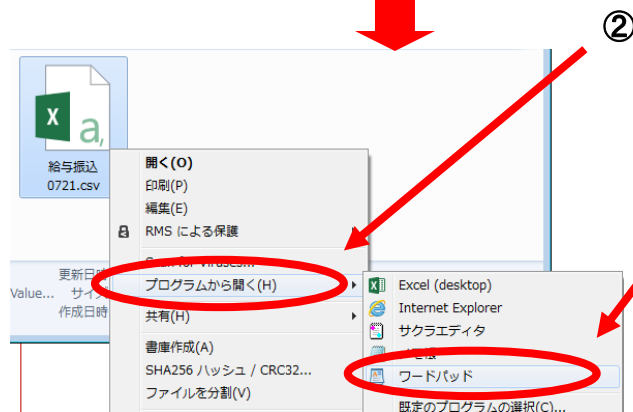 ②
給与振込
0721.csv
開く(O)
印刷(P)
編集(E)
RMS による保護
更新日時
プログラムから開く(H)
Value...
サイズ
作成日時
共有(H)
書庫作成(A)
SHA256 ハッシュ / CRC32...
ファイルを分割(V)
Excel (desktop)
Internet Explorer
サクラエディタ
ワードパッド
既定のプログラムの選択(C)...